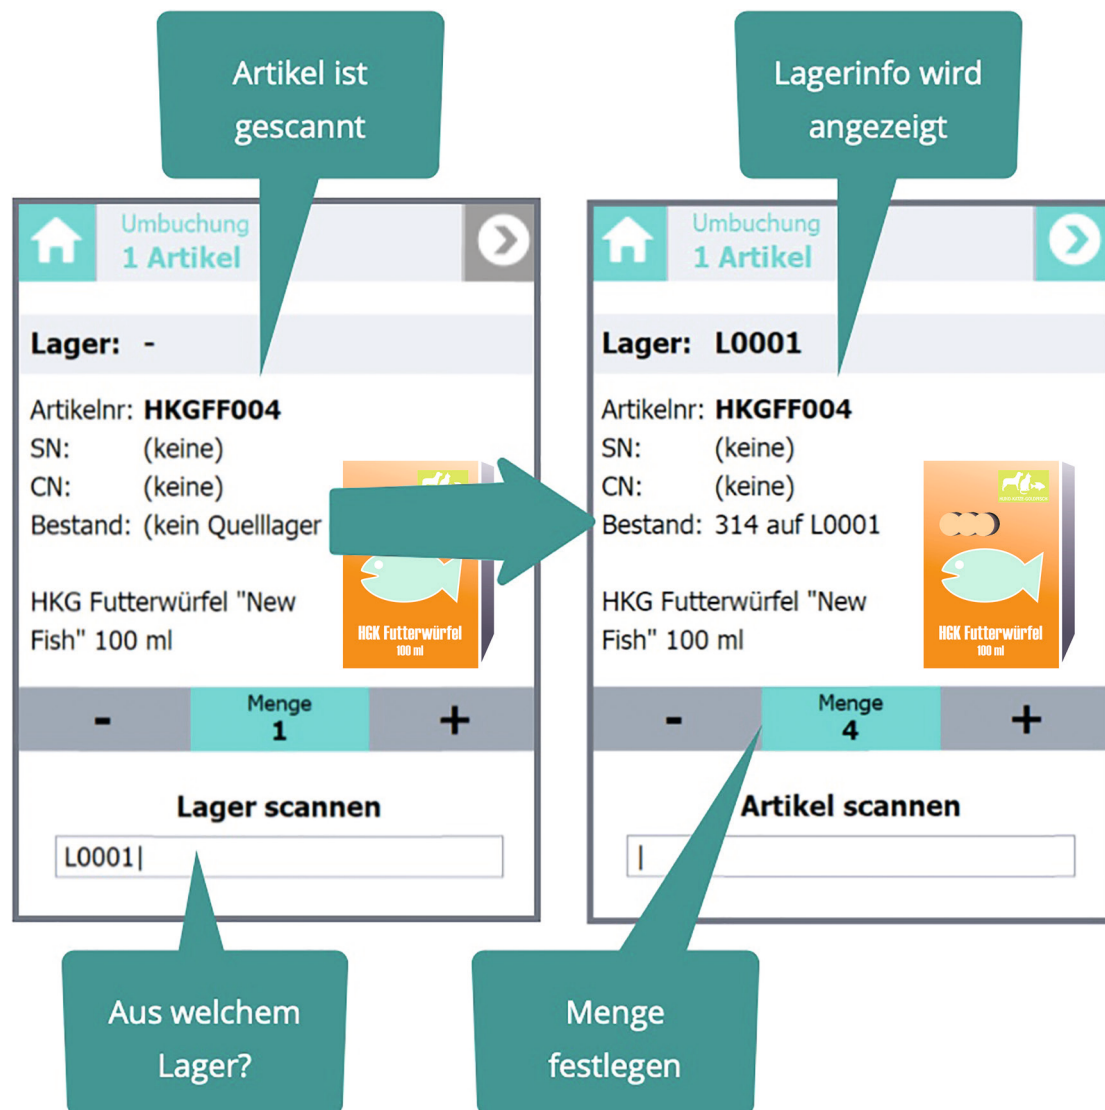 Artikel ist
gescannt
Lagerinfo wird
angezeigt
Umbuchung
1 Artikel
Lager: -
Artikelnr: HKGFF004
SN: (keine)
CN: (keine)
Bestand: (kein Quelllager
HKG Futterwürfel "New
Fish" 100 ml
HGK Futterwürfel
100 ml
-
Menge
1
+
Lager scannen
L0001
Aus welchem
Lager?
Umbuchung
1 Artikel
Lager: L0001
Artikelnr: HKGFF004
SN: (keine)
CN: (keine)
Bestand: 314 auf L0001
HKG Futterwürfel "New
Fish" 100 ml
HGK Futterwürfel
100 ml
-
Menge
4
+
Artikel scannen
Menge
festlegen